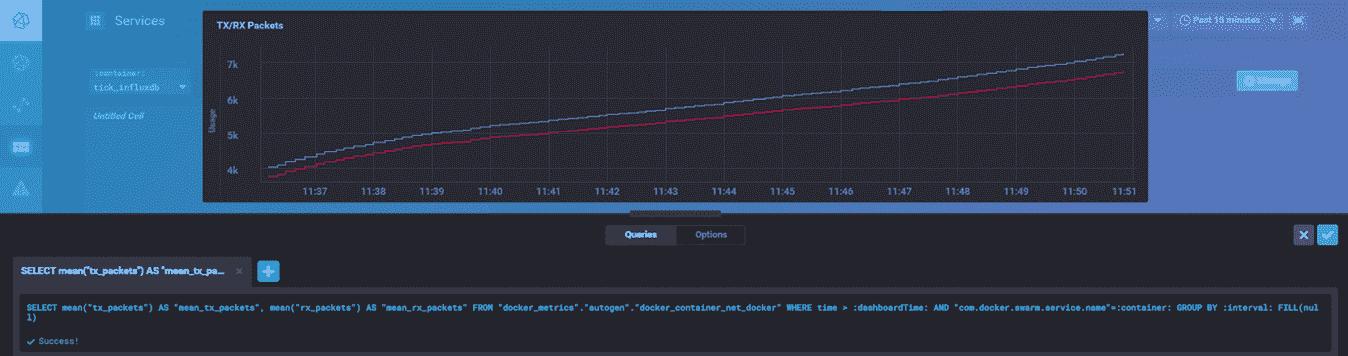 Services
TX/RX Packets
Past 15 minutes
:container:
tick_influxdb
Untitled Cell
Usage
7k
6k
5k
4k
11:37 11:38 11:39 11:40 11:41 11:42 11:43 11:44 11:45 11:46 11:47 11:48 11:49 11:50 11:51
Queries Options
SELECT mean("tx_packets") AS "mean_tx_pa...
SELECT mean("tx_packets") AS "mean_tx_packets", mean("rx_packets") AS "mean_rx_packets" FROM "docker_metrics"."autogen"."docker_container_net_docker" WHERE time > :dashboardTime: AND "com.docker.swarm.service.name"=:container: GROUP BY :interval: FILL(nul
l)
Success!